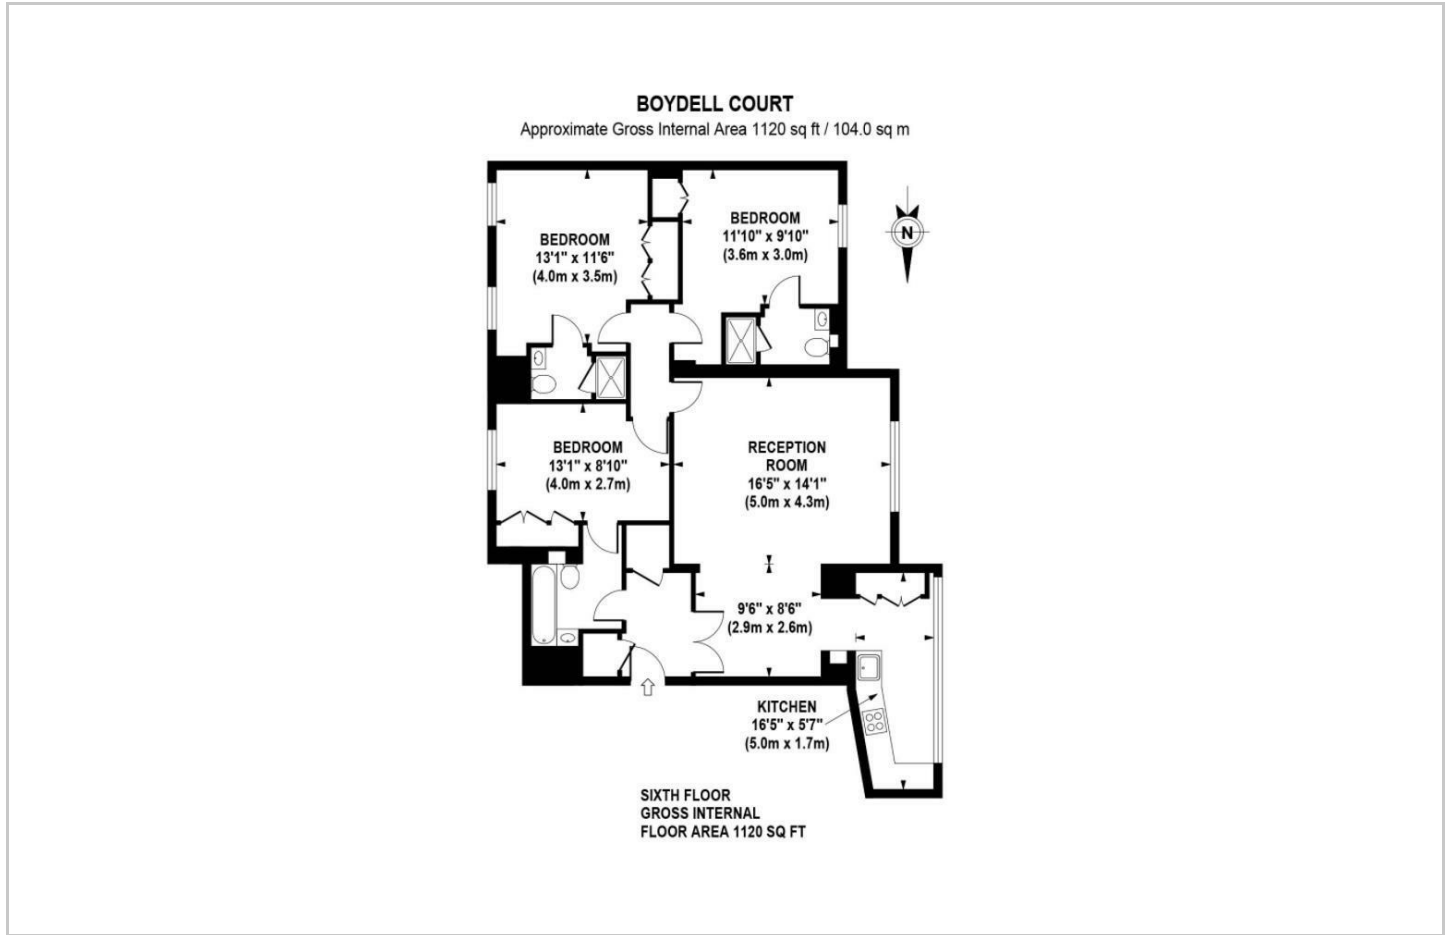 BOYDELL COURT
Approximate Gross Internal Area 1120 sq ft / 104.0 sq m
BEDROOM
13'1" x 11'6"
(4.0m x 3.5m)
BEDROOM
11'10" x 9'10"
(3.6m x 3.0m)
N
BEDROOM
13'1" x 8'10"
(4.0m x 2.7m)
RECEPTION
ROOM
16'5" x 14'1"
(5.0m x 4.3m)
9'6" x 8'6"
(2.9m x 2.6m)
KITCHEN
16'5" x 5'7"
(5.0m x 1.7m)
SIXTH FLOOR
GROSS INTERNAL
FLOOR AREA 1120 SQ FT